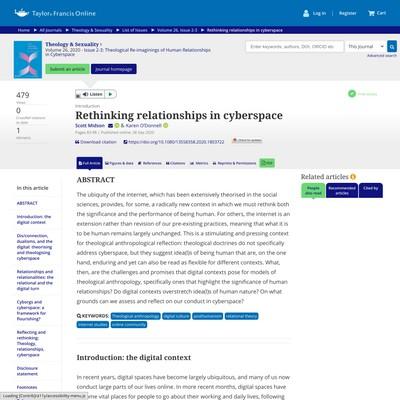 Taylor & Francis Online
Log in | Register
Cart
Home
All Journals
Theology & Sexuality
List of Issues
Volume 26, Issue 2-3
Rethinking relationships in cyberspace
Theology & Sexuality
Volume 26, 2020 - Issue 2-3: Theological Re-imaginings of Human Relationships
in Cyberspace
Submit an article
Journal homepage
Enter keywords, authors, DOI, ORCID etc
This Journal
Advanced search
479
Views
0
CrossRef citations
to date
1
Altmetric
Listen
Introduction
Rethinking relationships in cyberspace
Scott Midson & Karen O'Donnell
Pages 83-98 | Published online: 28 Sep 2020
Download citation
https://doi.org/10.1080/13558358.2020.1803722
Full Article
Figures & data
References
Citations
Metrics
Reprints & Permissions
PDF
In this article
ABSTRACT
Introduction: the
digital context
Dis/connection,
dualisms, and the
digital: theorising and
theologising
cyberspace
Relationships and
relationalities: the
relational and the
digital turn
Cyborgs and
cyberspace: a
framework for
flourishing?
Reflecting and
rethinking:
Theology,
relationships,
cyberspace
Disclosure
statement
Footnotes
ABSTRACT
The ubiquity of the internet, which has been extensively theorised in the social
sciences, provides, for some, a radically new context in which we must rethink both
the significance and the performance of being human. For others, the internet is an
extension rather than revision of our pre-existing practices, meaning that what it is
to be human remains largely unchanged. This is a stimulating and pressing context
for theological anthropological reflection: theological doctrines do not specifically
address cyberspace, but they suggest idea(l)s of being human that are, on the one
hand, enduring and yet can also be read as flexible for different contexts. What,
then, are the challenges and promises that digital contexts pose for models of
theological anthropology, specifically ones that highlight the significance of human
relationships? Do digital contexts overstretch idea(l)s of human nature? On what
grounds can we assess and reflect on our conduct in cyberspace?
KEYWORDS: Theological anthropology digital culture posthumanism relational theory
internet studies online community
Introduction: the digital context
In recent years, digital spaces have become largely ubiquitous, and many of us now
conduct large parts of our lives online. In more recent months, digital spaces have
become vital places for people to go about their working and daily lives, following
Related articles
People also read
Recommended articles
Cited by